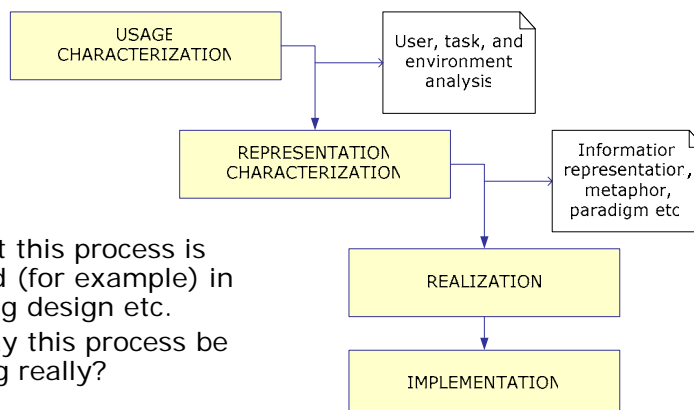 USAGE
CHARACTERIZATION
User, task, and
environment
analysis
REPRESENTATION
CHARACTERIZATION
Information
representation,
metaphor,
paradigm etc
t this process is
d (for example) in
g design etc.
y this process be
g really?
REALIZATION
IMPLEMENTATION